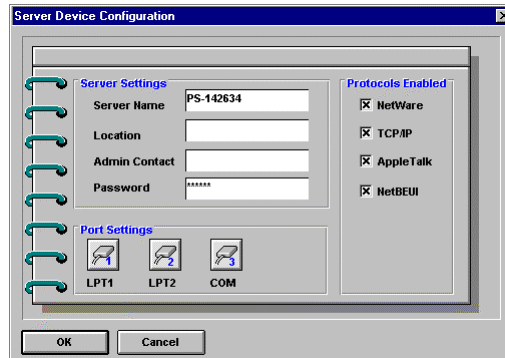 Server Device Configuration
Server Settings
Server Name PS-142634
Location
Admin Contact
Password ******
Protocols Enabled
NetWare
TCP/IP
AppleTalk
NetBEUI
Port Settings
1 2 3
LPT1 LPT2 COM
OK Cancel